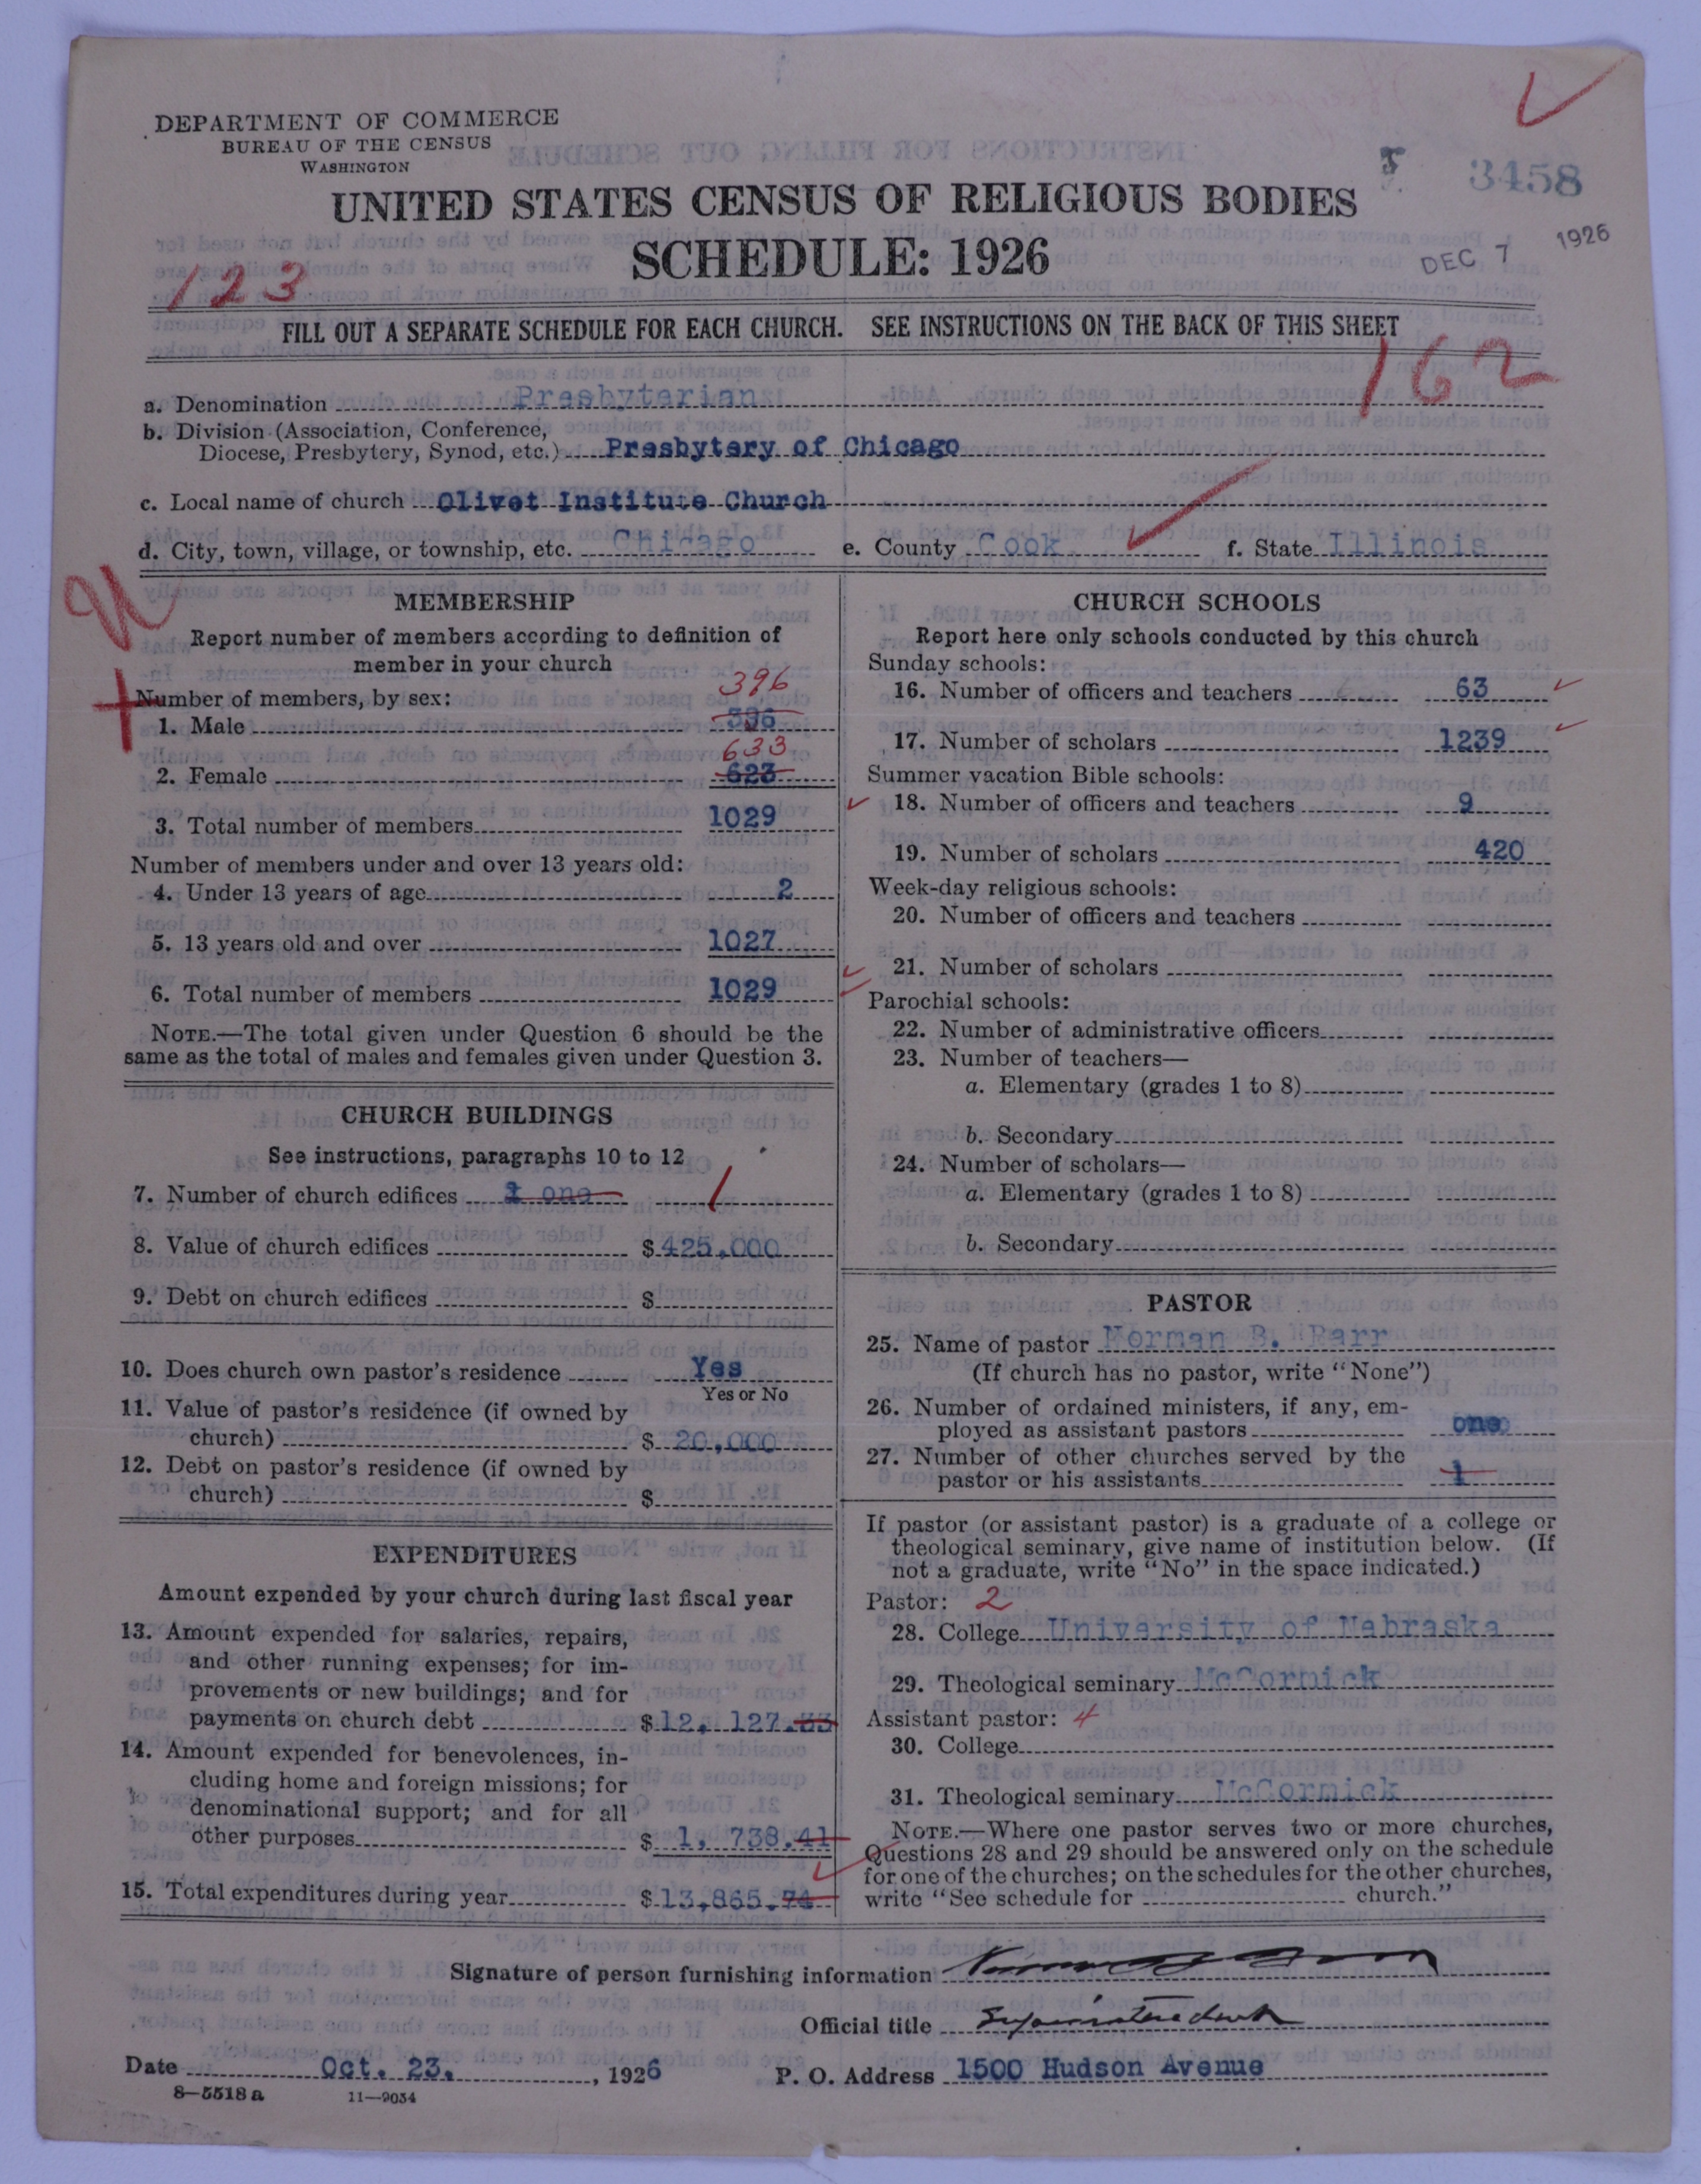 DEPARTMENT OF COMMERCE
BUREAU OF THE CENSUS
WASHINGTON
3458
UNITED STATES CENSUS OF RELIGIOUS BODIES
SCHEDULE: 1926
DEC 7 1926
123
FILL OUT A SEPARATE SCHEDULE FOR EACH CHURCH. SEE INSTRUCTIONS ON THE BACK OF THIS SHEET
162
a. Denomination Presbyterian
b. Division (Association, Conference,
Diocese, Presbytery, Synod, etc.) Presbytery of Chicago
c. Local name of church Olivet Institute Church
d. City, town, village, or township, etc. Chicago e. County Cook f. State Illinois
MEMBERSHIP
Report number of members according to definition of
member in your church
Number of members, by sex:
396
1. Male
633
2. Female 623
3. Total number of members 1029
Number of members under and over 13 years old:
4. Under 13 years of age 2
5. 13 years old and over 1027
6. Total number of members 1029
NOTE.—The total given under Question 6 should be the
same as the total of males and females given under Question 3.
CHURCH BUILDINGS
See instructions, paragraphs 10 to 12
7. Number of church edifices one 1
8. Value of church edifices $ 425,000
9. Debt on church edifices $
10. Does church own pastor's residence Yes
Yes or No
11. Value of pastor's residence (if owned by
church) $ 20,000
12. Debt on pastor's residence (if owned by
church) $
EXPENDITURES
Amount expended by your church during last fiscal year
13. Amount expended for salaries, repairs,
and other running expenses; for im-
provements or new buildings; and for
payments on church debt $ 12, 127.33
14. Amount expended for benevolences, in-
cluding home and foreign missions; for
denominational support; and for all
other purposes $ 1, 738.41
15. Total expenditures during year $ 13,865.74
CHURCH SCHOOLS
Report here only schools conducted by this church
Sunday schools:
16. Number of officers and teachers 63
17. Number of scholars 1239
Summer vacation Bible schools:
18. Number of officers and teachers 9
19. Number of scholars 420
Week-day religious schools:
20. Number of officers and teachers
21. Number of scholars
Parochial schools:
22. Number of administrative officers
23. Number of teachers—
a. Elementary (grades 1 to 8)
b. Secondary
24. Number of scholars—
a. Elementary (grades 1 to 8)
b. Secondary
PASTOR
25. Name of pastor Norman B. Barr
(If church has no pastor, write "None")
26. Number of ordained ministers, if any, em-
ployed as assistant pastors one
27. Number of other churches served by the
pastor or his assistants 1
If pastor (or assistant pastor) is a graduate of a college or
theological seminary, give name of institution below. (If
not a graduate, write "No" in the space indicated.)
Pastor: 2
28. College University of Nebraska
29. Theological seminary McCormick
Assistant pastor: 4
30. College
31. Theological seminary McCormick
NOTE.—Where one pastor serves two or more churches,
Questions 28 and 29 should be answered only on the schedule
for one of the churches; on the schedules for the other churches,
write "See schedule for church."
Signature of person furnishing information
Official title
Date Oct. 23, 1926 P. O. Address 1500 Hudson Avenue
8—5518 a 11—9034